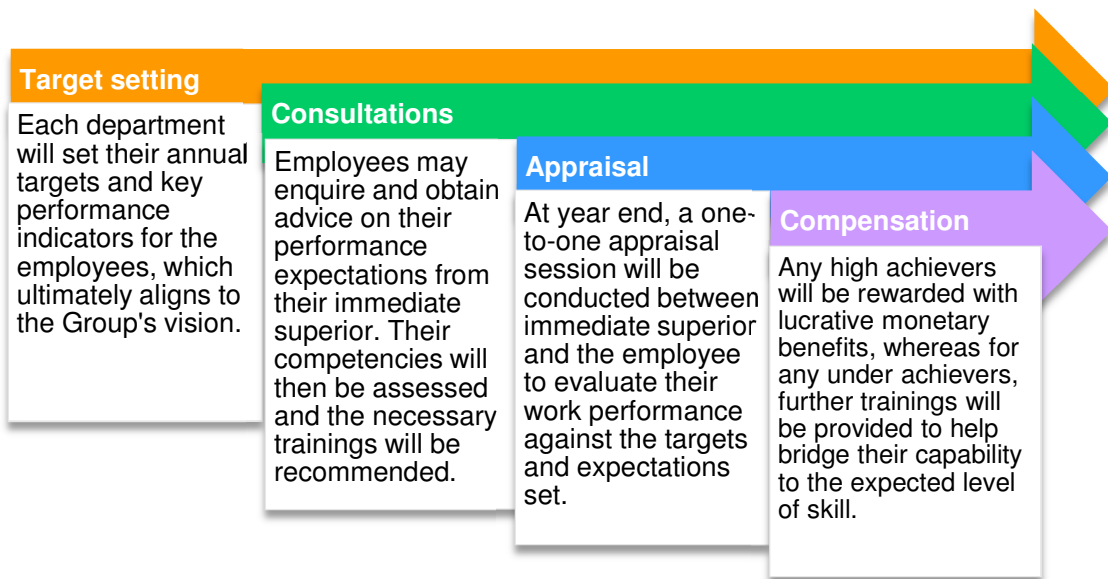 Target setting
Each department
will set their annual
targets and key
performance
indicators for the
employees, which
ultimately aligns to
the Group's vision.
Consultations
Employees may
enquire and obtain
advice on their
performance
expectations from
their immediate
superior. Their
competencies will
then be assessed
and the necessary
trainings will be
recommended.
Appraisal
At year end, a one-
to-one appraisal
session will be
conducted between
immediate superior
and the employee
to evaluate their
work performance
against the targets
and expectations
set.
Compensation
Any high achievers
will be rewarded with
lucrative monetary
benefits, whereas for
any under achievers,
further trainings will
be provided to help
bridge their capability
to the expected level
of skill.